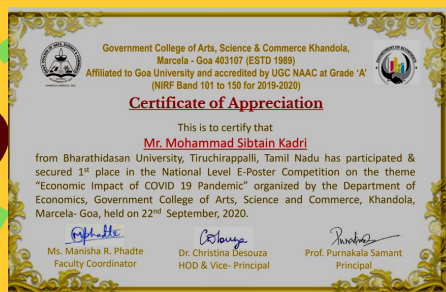 Government College of Arts, Science & Commerce Khandola,
Marcela - Goa 403107 (ESTD 1989)
Affiliated to Goa University and accredited by UGC NAAC at Grade 'A'
(NIRF Band 101 to 150 for 2019-2020)
Certificate of Appreciation
This is to certify that
Mr. Mohammad Sibtain Kadri
from Bharathidasan University, Tiruchirappalli, Tamil Nadu has participated &
secured 1st place in the National Level E-Poster Competition on the theme
"Economic Impact of COVID 19 Pandemic" organized by the Department of
Economics, Government College of Arts, Science and Commerce, Khandola,
Marcela- Goa, held on 22nd September, 2020.
Ms. Manisha R. Phadte
Faculty Coordinator
Dr. Christina Desouza
HOD & Vice- Principal
Prof. Purnakala Samant
Principal